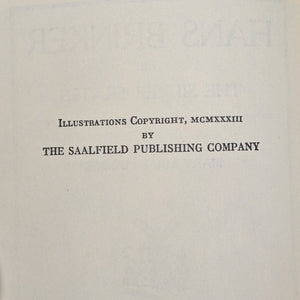 Illustrations Copyright, MCMXXXIII
BY
THE SAALFIELD PUBLISHING COMPANY